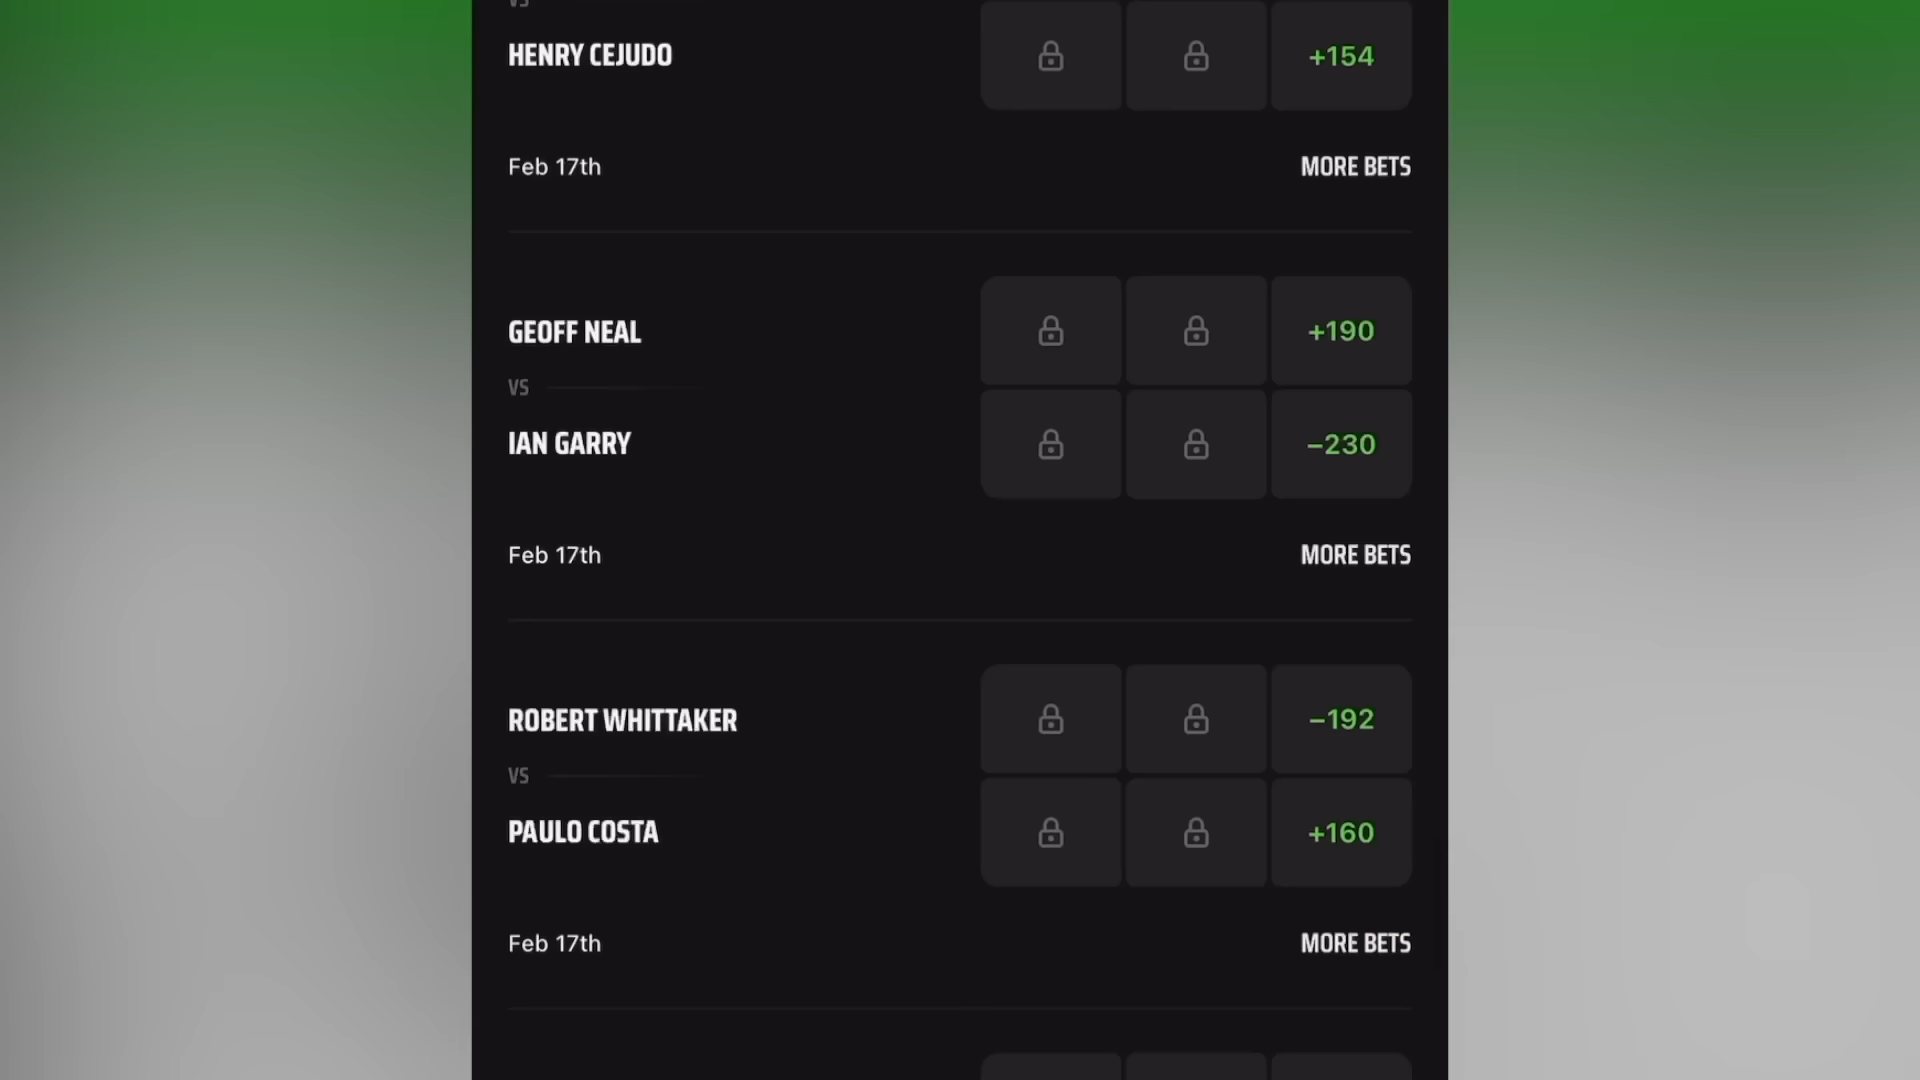 VS
HENRY CEJUDO +154
Feb 17th MORE BETS
GEOFF NEAL +190
VS
IAN GARRY −230
Feb 17th MORE BETS
ROBERT WHITTAKER −192
VS
PAULO COSTA +160
Feb 17th MORE BETS